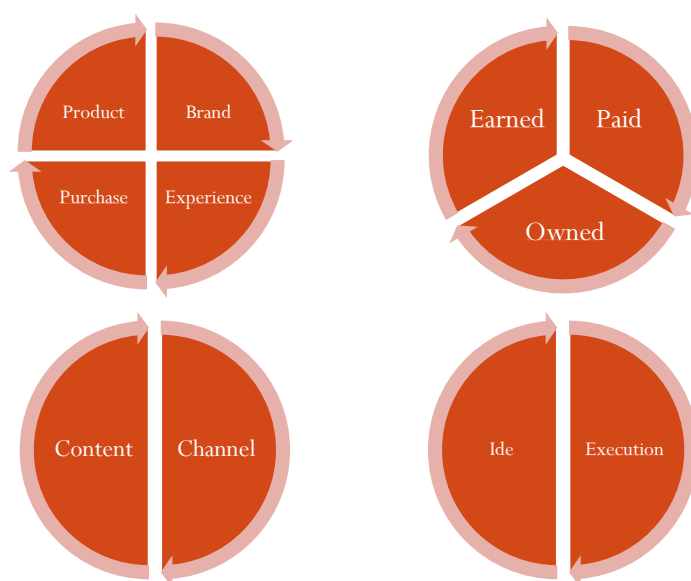 Product
Brand
Purchase
Experience
Earned
Paid
Owned
Content
Channel
Ide
Execution